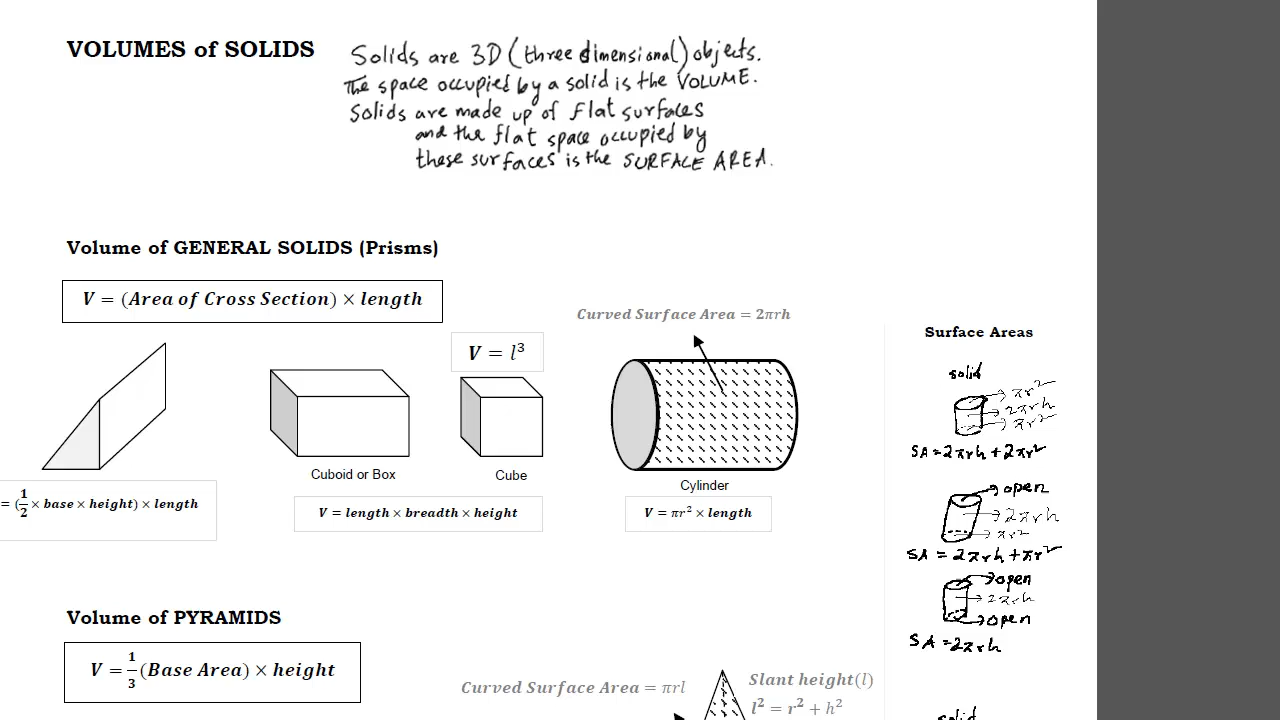 VOLUMES of SOLIDS
Solids are 3D (three dimensional) objects.
The space occupied by a solid is the VOLUME.
Solids are made up of flat surfaces
and the flat space occupied by
these surfaces is the SURFACE AREA.
Volume of GENERAL SOLIDS (Prisms)
V = (Area of Cross Section) × length
Curved Surface Area = 2πrh
V = l³
Cuboid or Box
Cube
Cylinder
= (1/2 × base × height) × length
V = length × breadth × height
V = πr² × length
Surface Areas
solid
πr²
2πrh
πr²
SA = 2πrh + 2πr²
open
2πrh
πr²
SA = 2πrh + πr²
open
2πrh
open
SA = 2πrh
Volume of PYRAMIDS
V = 1/3 (Base Area) × height
Curved Surface Area = πrl
Slant height(l)
l² = r² + h²
solid